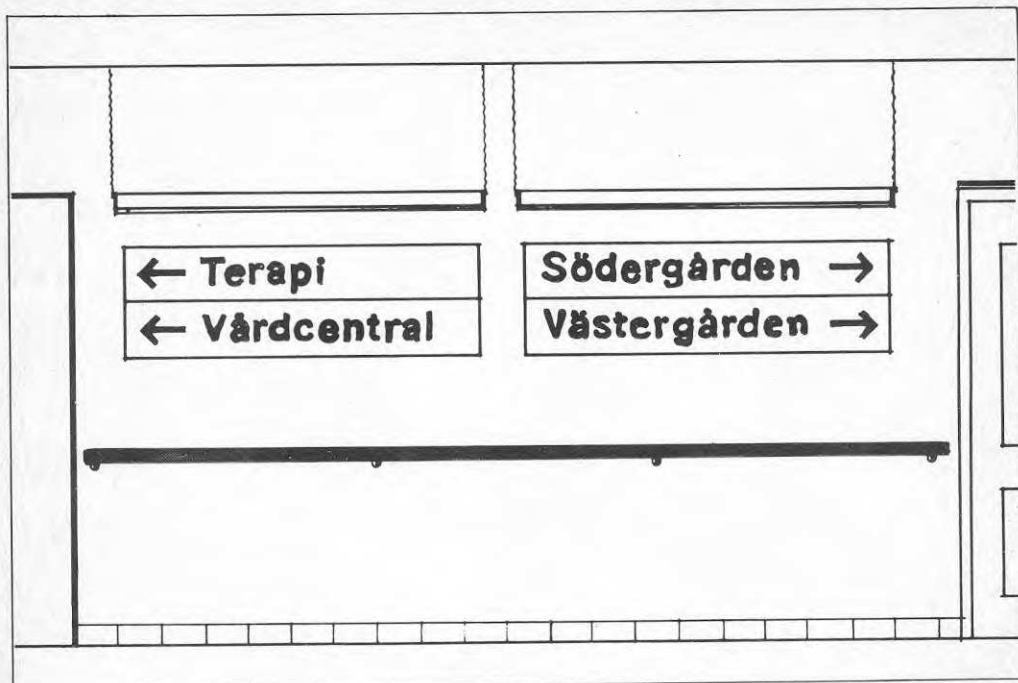 ← Terapi
← Vårdcentral
Södergården →
Västergården →